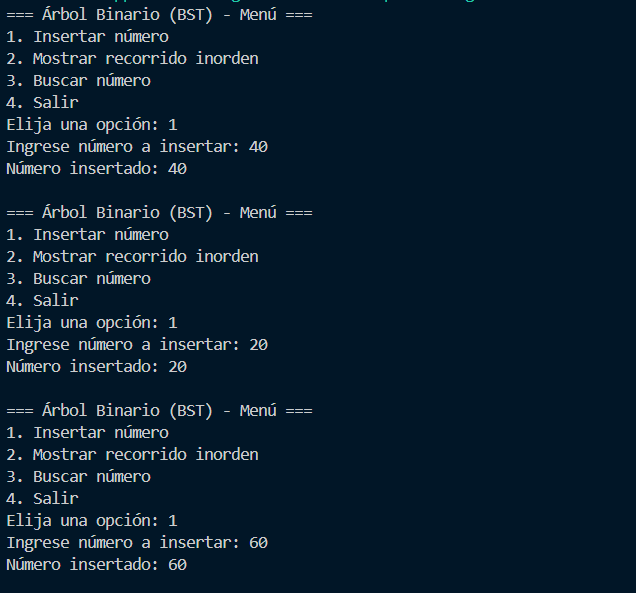 === Árbol Binario (BST) - Menú ===
1. Insertar número
2. Mostrar recorrido inorden
3. Buscar número
4. Salir
Elija una opción: 1
Ingrese número a insertar: 40
Número insertado: 40
=== Árbol Binario (BST) - Menú ===
1. Insertar número
2. Mostrar recorrido inorden
3. Buscar número
4. Salir
Elija una opción: 1
Ingrese número a insertar: 20
Número insertado: 20
=== Árbol Binario (BST) - Menú ===
1. Insertar número
2. Mostrar recorrido inorden
3. Buscar número
4. Salir
Elija una opción: 1
Ingrese número a insertar: 60
Número insertado: 60